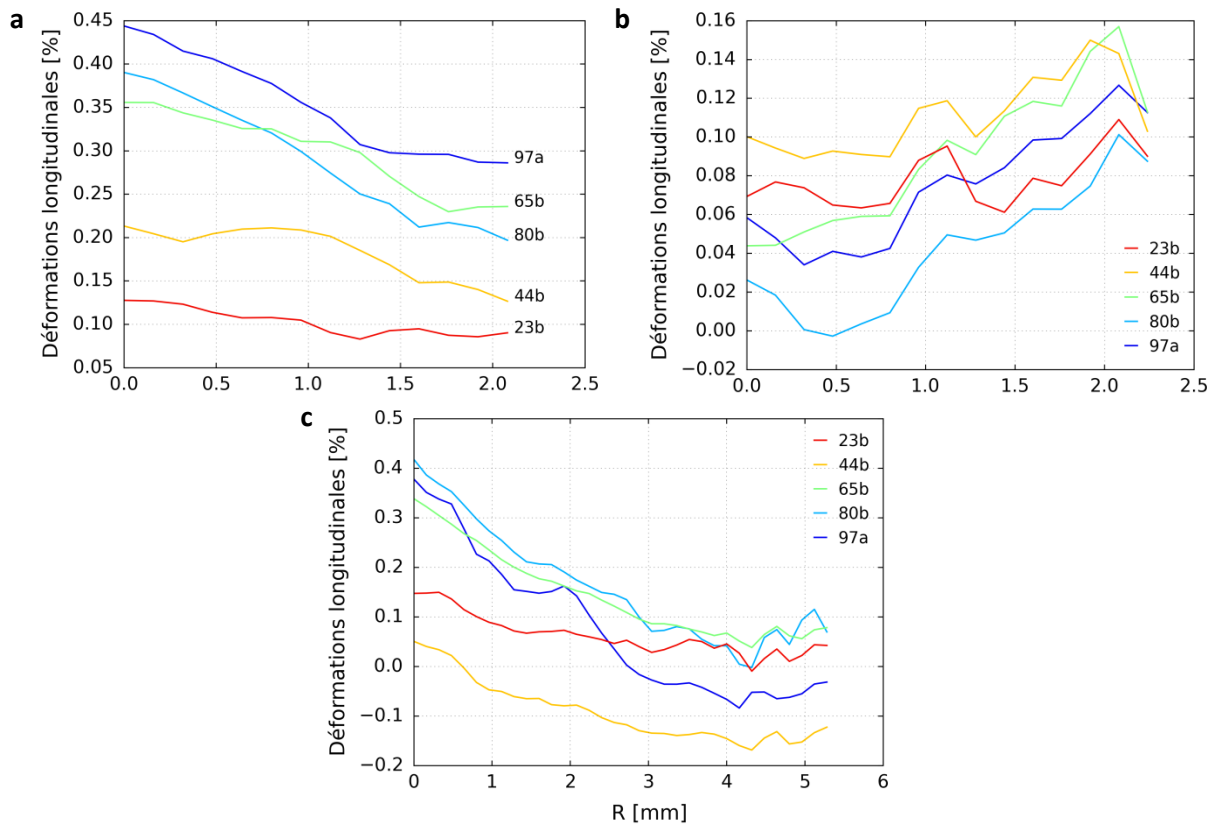 a
Déformations longitudinales [%]
0.45
0.40
0.35
0.30
0.25
0.20
0.15
0.10
0.05
0.0
0.5
1.0
1.5
2.0
2.5
97a
65b
80b
44b
23b
b
Déformations longitudinales [%]
0.16
0.14
0.12
0.10
0.08
0.06
0.04
0.02
0.00
−0.02
0.0
0.5
1.0
1.5
2.0
2.5
23b
44b
65b
80b
97a
c
Déformations longitudinales [%]
0.5
0.4
0.3
0.2
0.1
0.0
−0.1
−0.2
0
1
2
3
4
5
6
23b
44b
65b
80b
97a
R [mm]